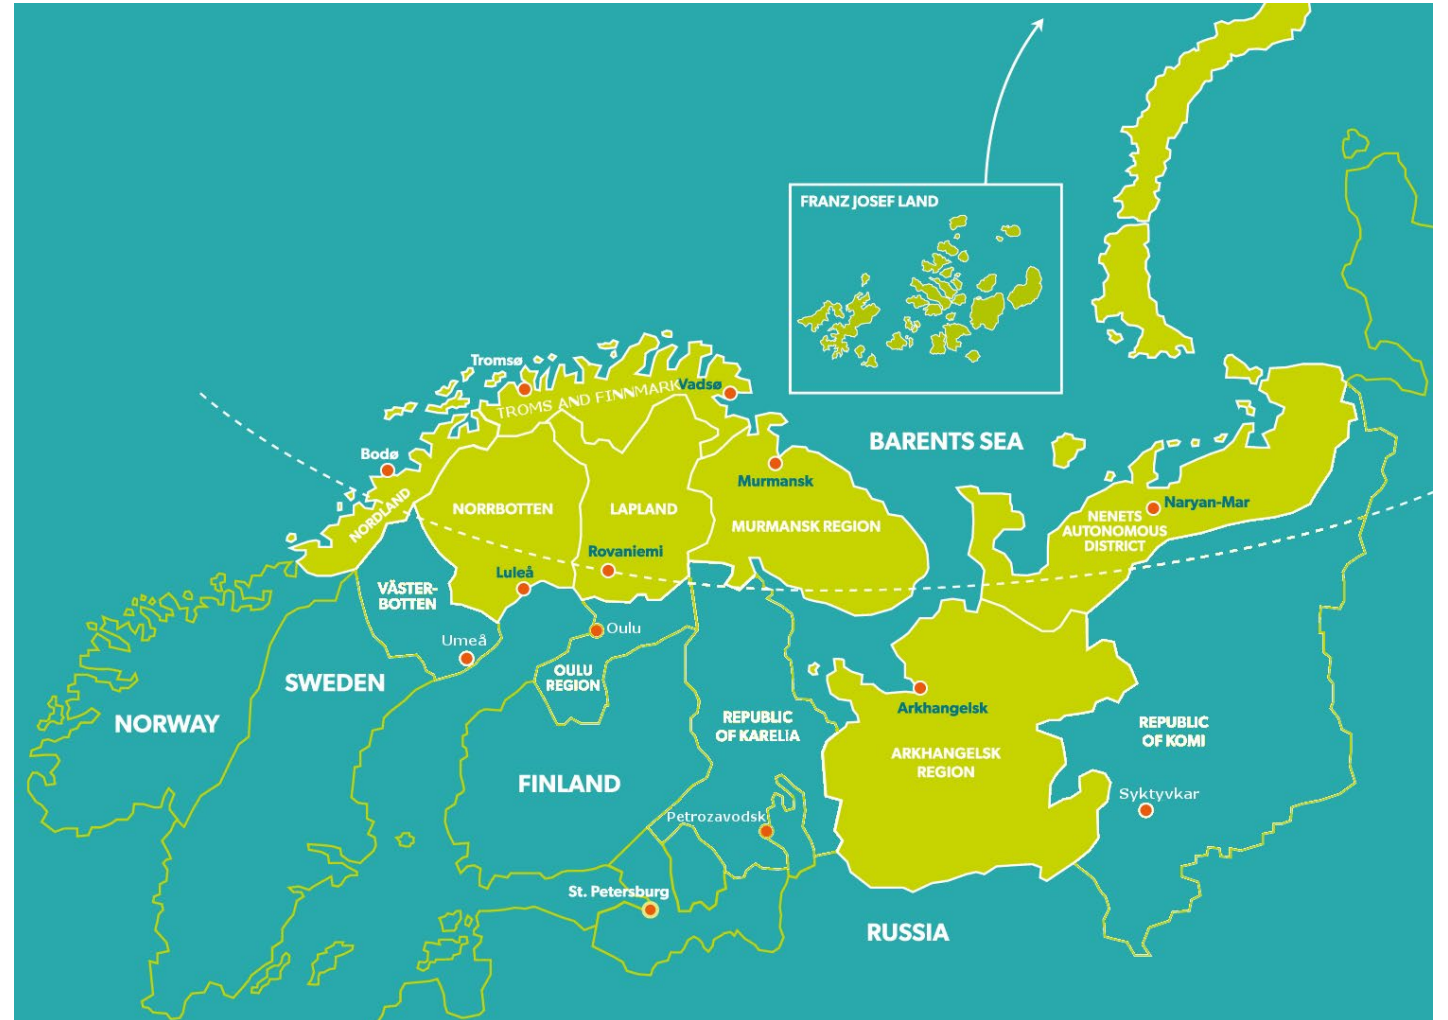 FRANZ JOSEF LAND
Tromsø
TROMS AND FINNMARK
Vadsø
BARENTS SEA
Bodø
Murmansk
NORDLAND
NORRBOTTEN
LAPLAND
MURMANSK REGION
Naryan-Mar
NENETS
AUTONOMOUS
DISTRICT
Rovaniemi
Luleå
VÄSTER-
BOTTEN
Umeå
Oulu
OULU
REGION
SWEDEN
NORWAY
REPUBLIC
OF KARELIA
Arkhangelsk
ARKHANGELSK
REGION
REPUBLIC
OF KOMI
FINLAND
Syktyvkar
Petrozavodsk
St. Petersburg
RUSSIA